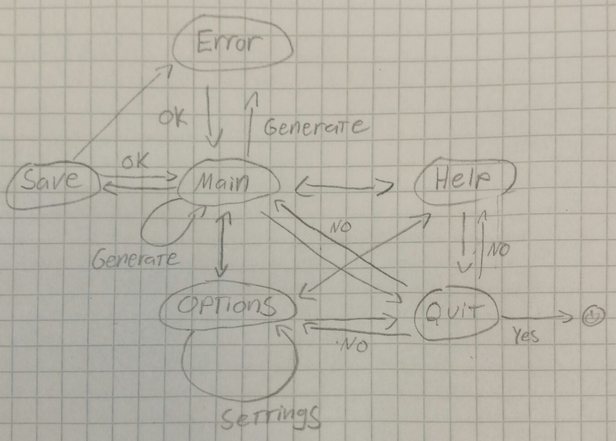 Error
OK
Generate
Save
OK
Main
Help
Generate
NO
NO
OPTIONS
QUIT
NO
Yes
Settings